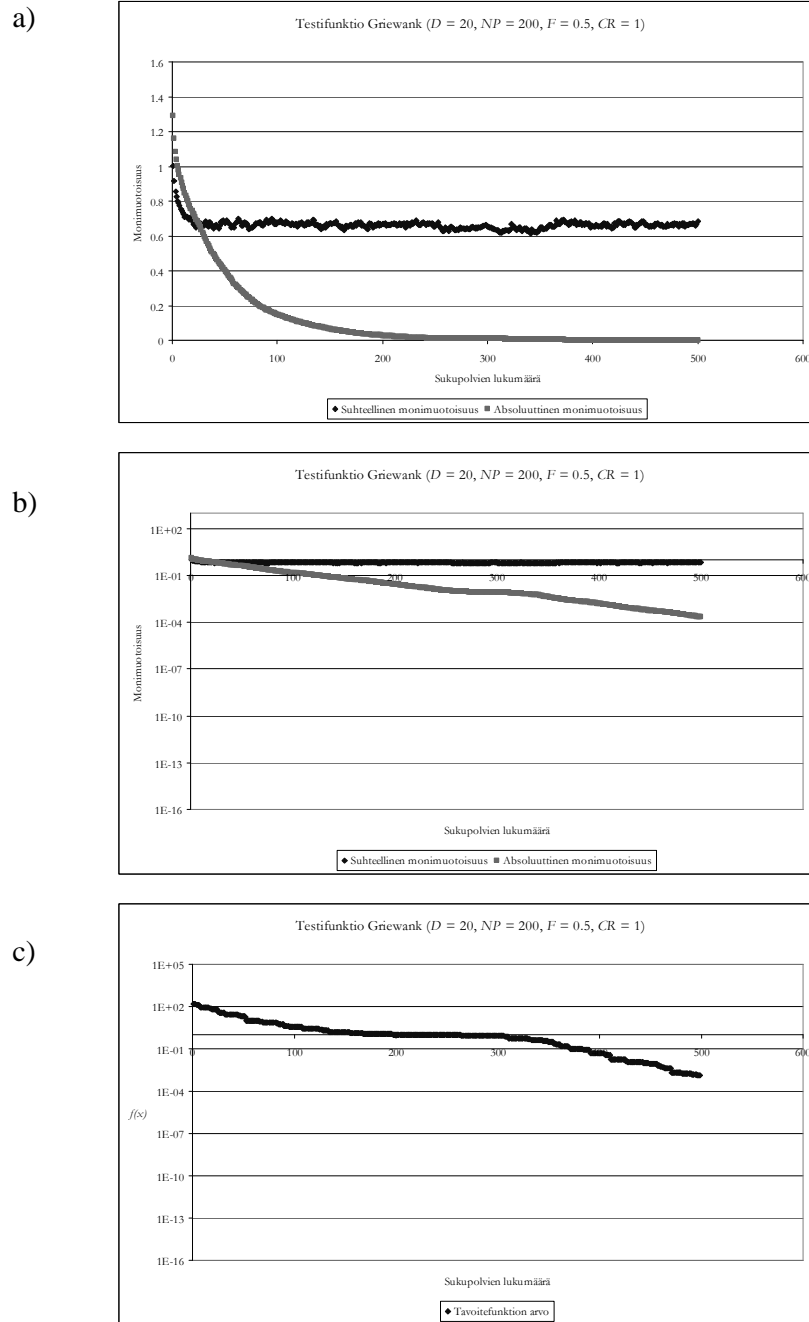 a)
Testifunktio Griewank (D = 20, NP = 200, F = 0.5, CR = 1)
1.6
1.4
1.2
1
0.8
0.6
0.4
0.2
0
Monimuotoisuus
0 100 200 300 400 500 600
Sukupolvien lukumäärä
Suhteellinen monimuotoisuus Absoluuttinen monimuotoisuus
b)
Testifunktio Griewank (D = 20, NP = 200, F = 0.5, CR = 1)
1E+02
1E-01
1E-04
1E-07
1E-10
1E-13
1E-16
Monimuotoisuus
0 100 200 300 400 500 600
Sukupolvien lukumäärä
Suhteellinen monimuotoisuus Absoluuttinen monimuotoisuus
c)
Testifunktio Griewank (D = 20, NP = 200, F = 0.5, CR = 1)
1E+05
1E+02
1E-01
1E-04
1E-07
1E-10
1E-13
1E-16
f(x)
0 100 200 300 400 500 600
Sukupolvien lukumäärä
Tavoitefunktion arvo